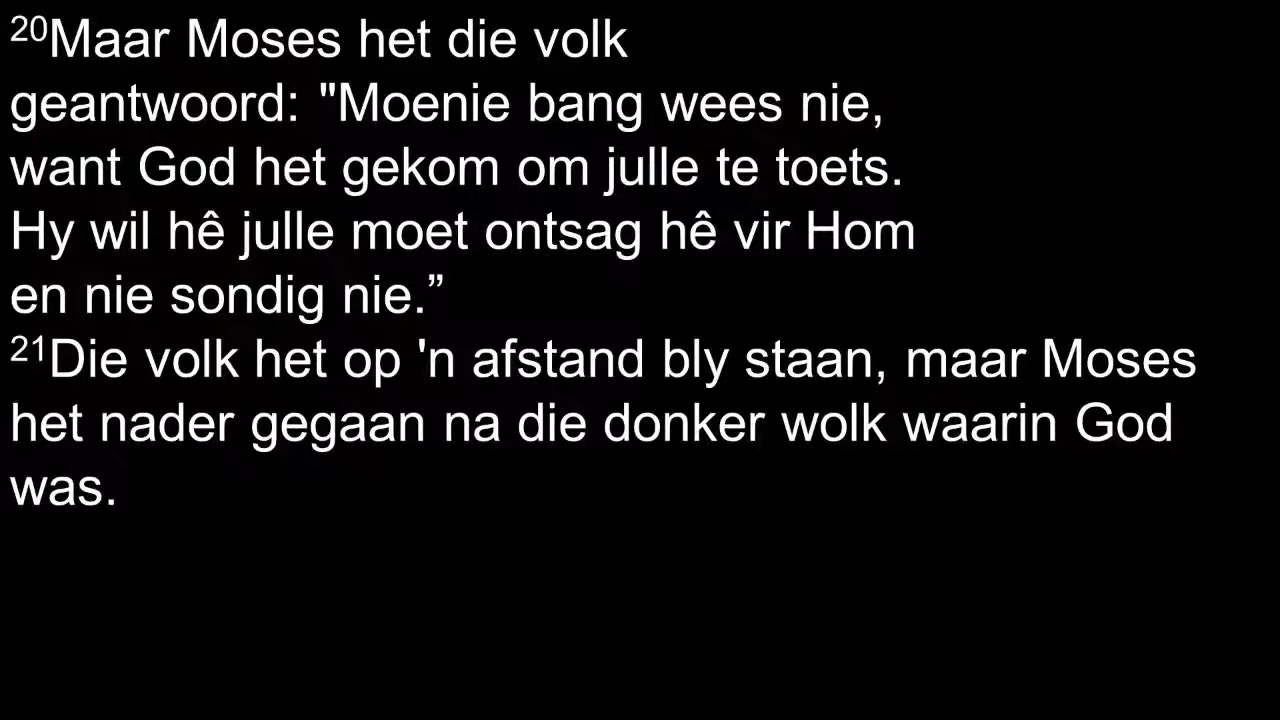 20Maar Moses het die volk
geantwoord: "Moenie bang wees nie,
want God het gekom om julle te toets.
Hy wil hê julle moet ontsag hê vir Hom
en nie sondig nie.”
21Die volk het op 'n afstand bly staan, maar Moses
het nader gegaan na die donker wolk waarin God
was.